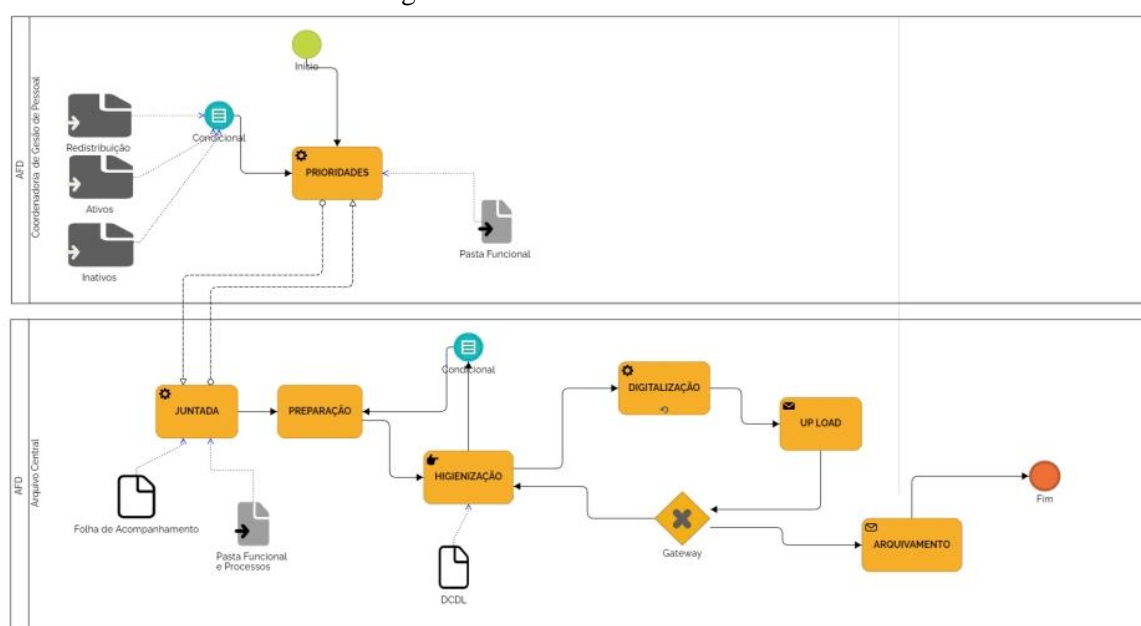 AFD
Coordenadoria de Gesão de Pessoal
Início
Redistribuição
Condicional
PRIORIDADES
Ativos
Pasta Funcional
Inativos
AFD
Arquivo Central
Condicional
DIGITALIZAÇÃO
JUNTADA
PREPARAÇÃO
UP LOAD
HIGIENIZAÇÃO
Fim
Folha de Acompanhamento
Gateway
ARQUIVAMENTO
Pasta Funcional
e Processos
DCDL